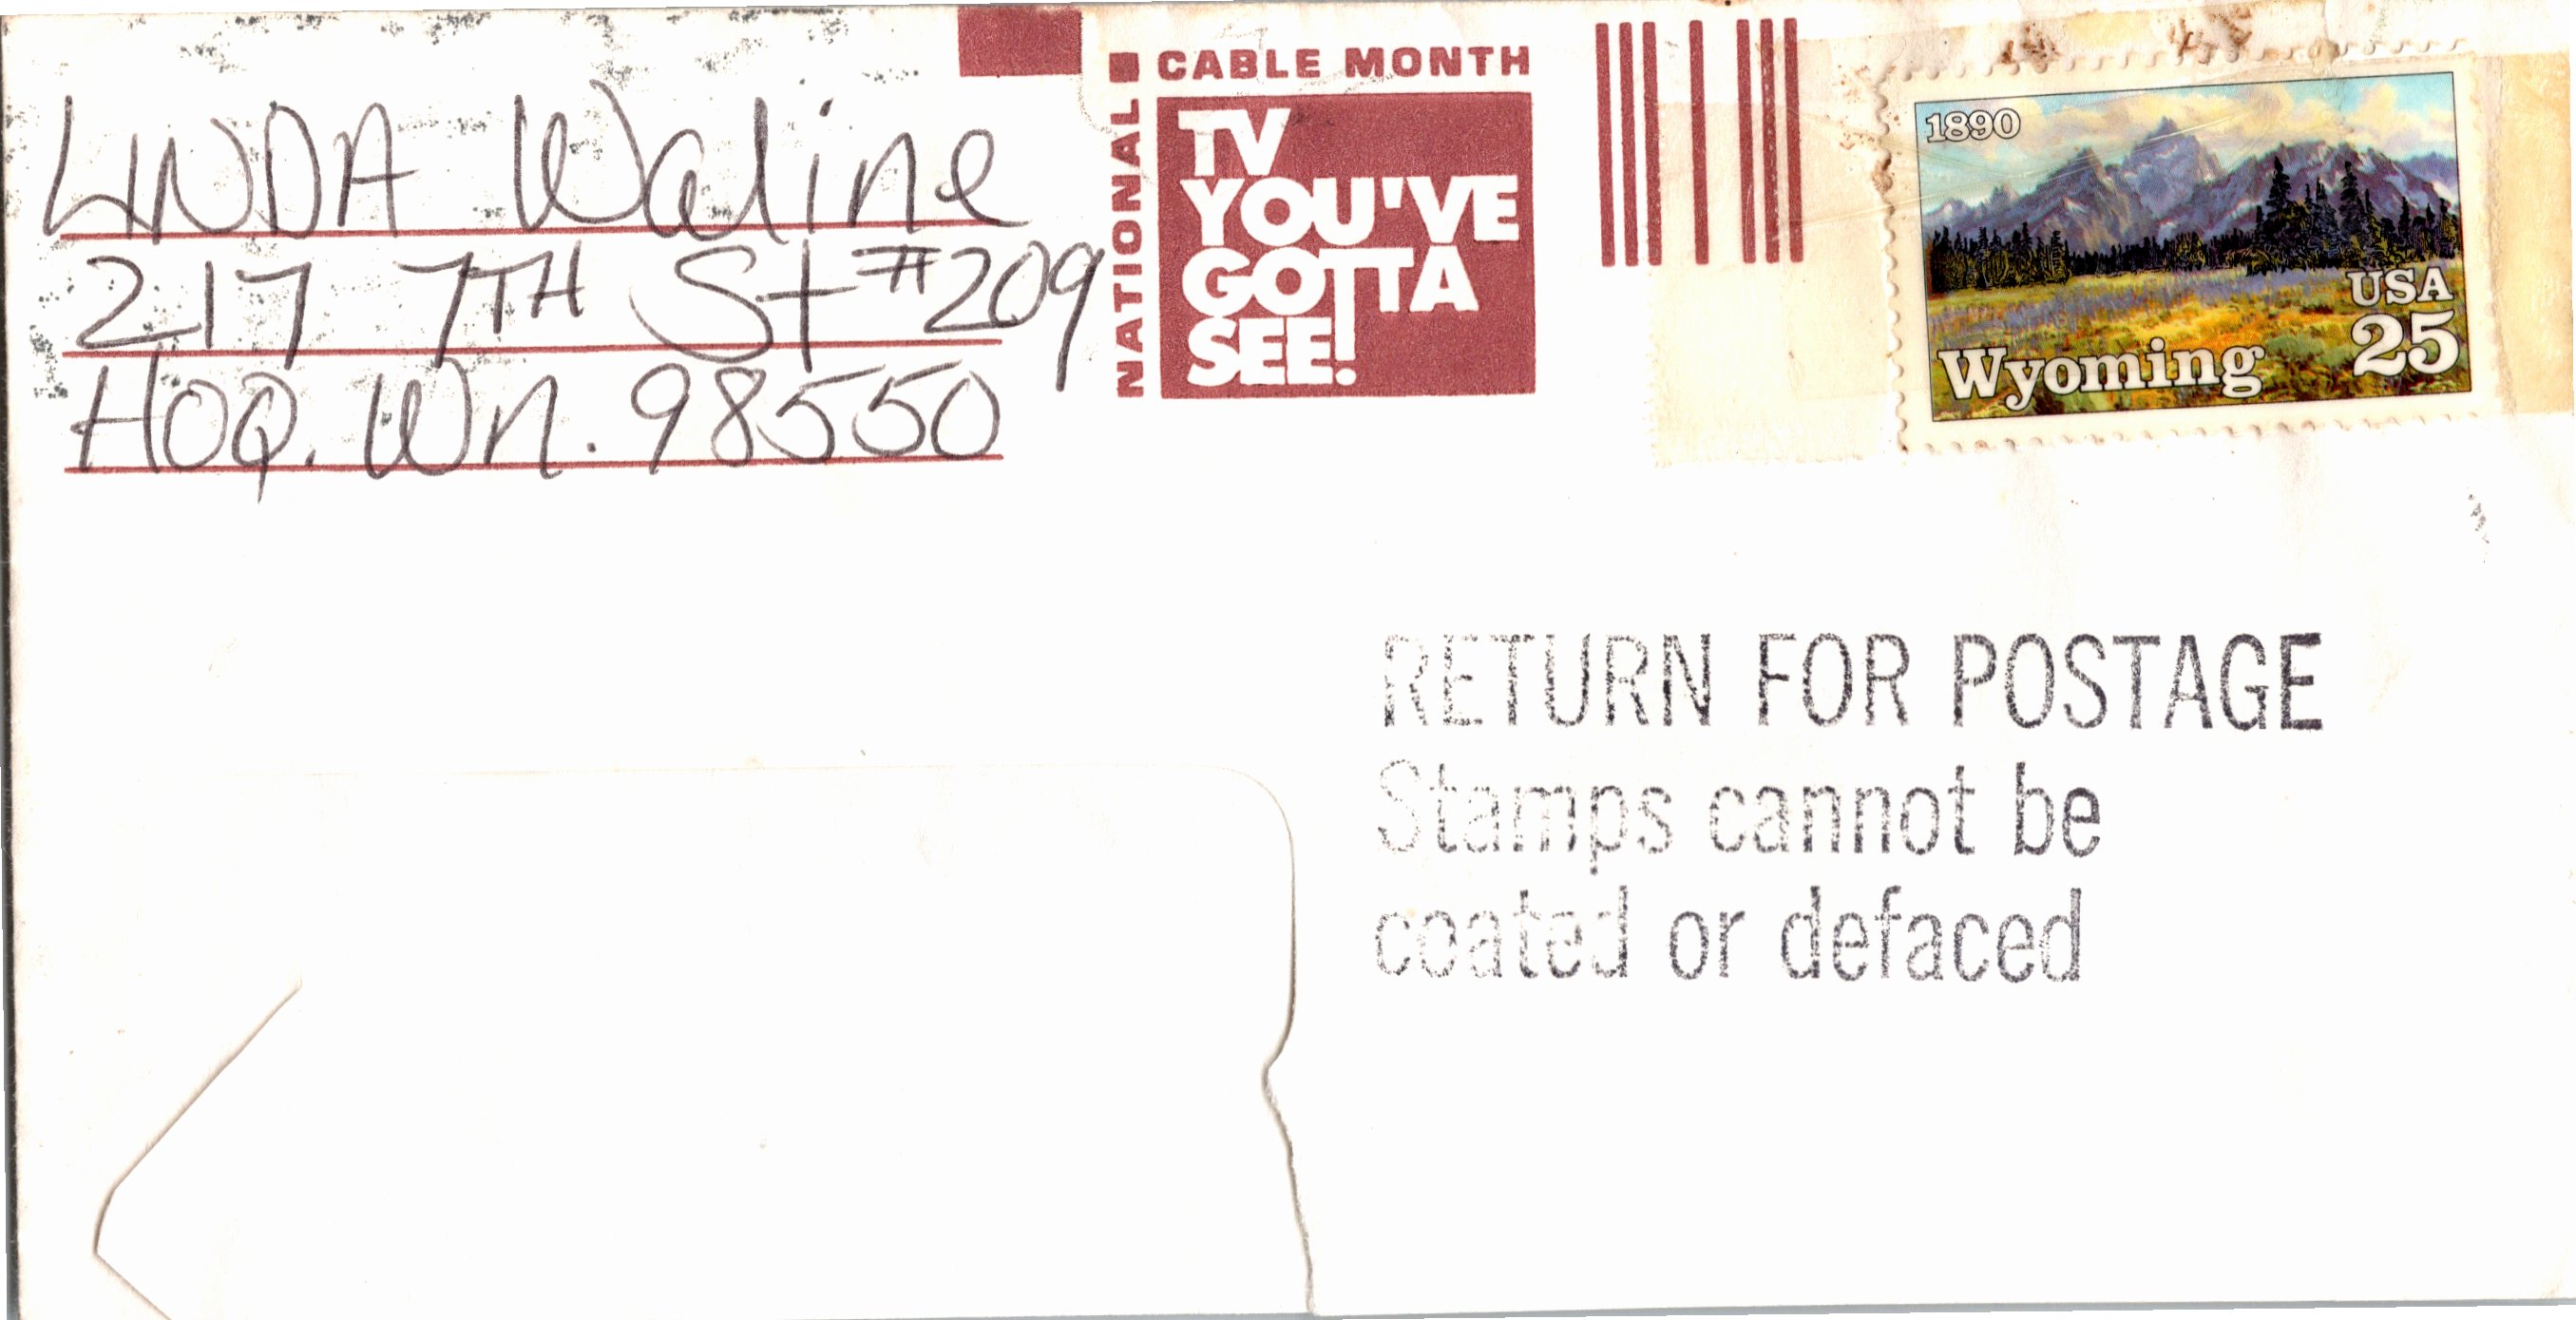 LINDA Waline
217 7TH St #209
HOQ. Wn. 98550
NATIONAL
CABLE MONTH
TV
YOU'VE
GOTTA
SEE!
1890
USA
25
Wyoming
RETURN FOR POSTAGE
Stamps cannot be
coated or defaced